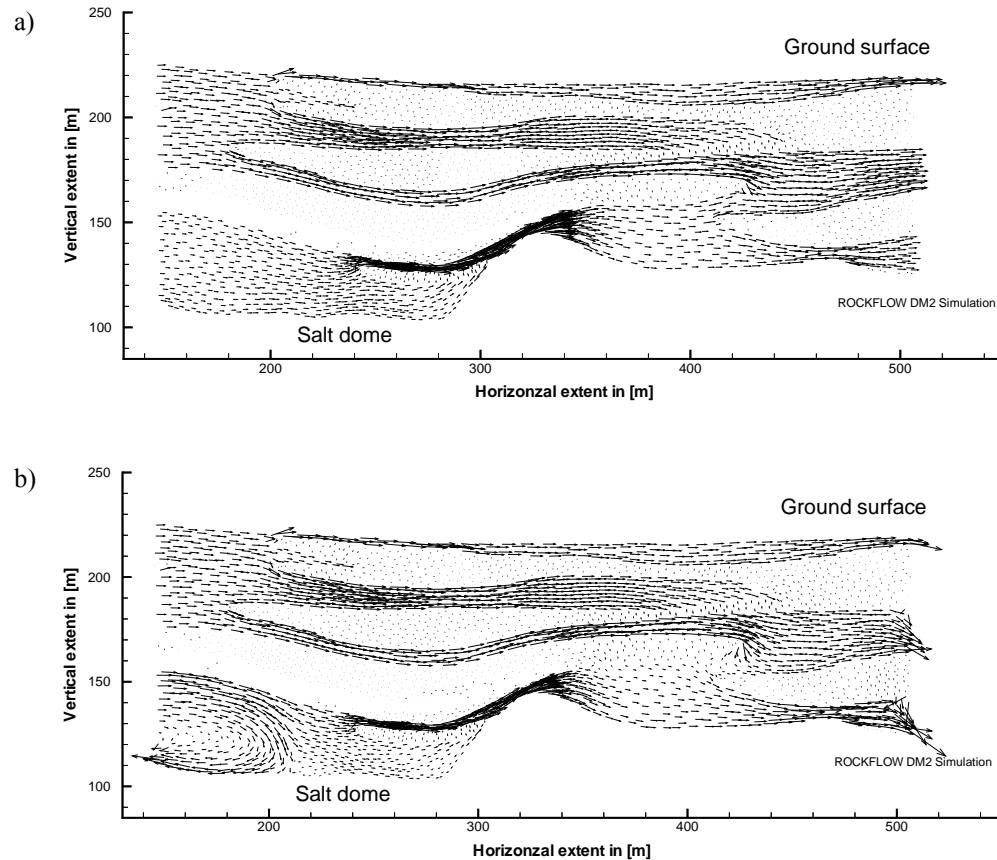 a)
250
200
150
100
Vertical extent in [m]
Ground surface
ROCKFLOW DM2 Simulation
Salt dome
200
300
400
500
Horizonzal extent in [m]
b)
250
200
150
100
Vertical extent in [m]
Ground surface
ROCKFLOW DM2 Simulation
Salt dome
200
300
400
500
Horizonzal extent in [m]